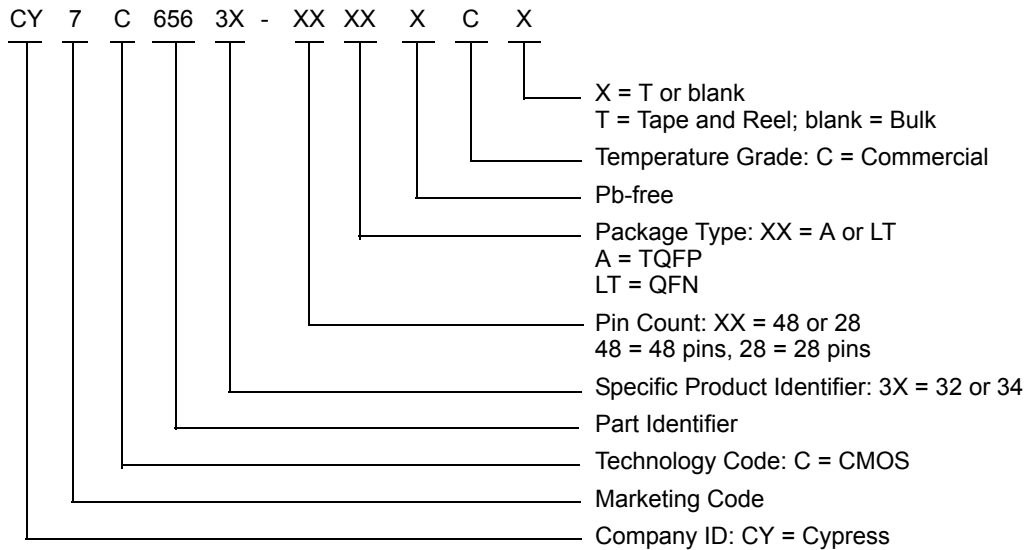 CY 7 C 656 3X - XX XX X C X
X = T or blank
T = Tape and Reel; blank = Bulk
Temperature Grade: C = Commercial
Pb-free
Package Type: XX = A or LT
A = TQFP
LT = QFN
Pin Count: XX = 48 or 28
48 = 48 pins, 28 = 28 pins
Specific Product Identifier: 3X = 32 or 34
Part Identifier
Technology Code: C = CMOS
Marketing Code
Company ID: CY = Cypress